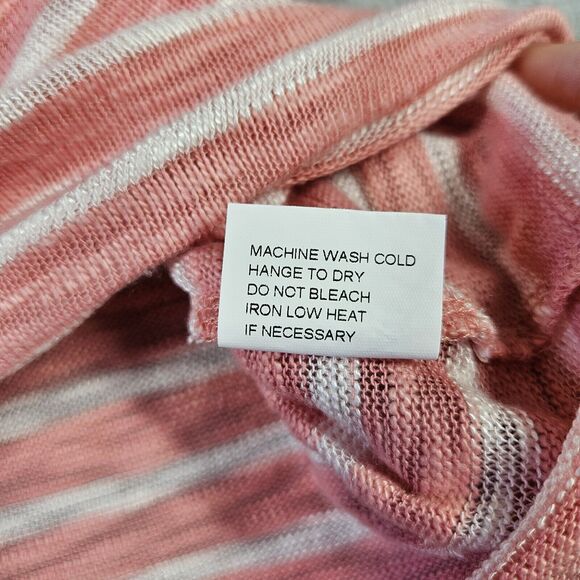 MACHINE WASH COLD
HANGE TO DRY
DO NOT BLEACH
IRON LOW HEAT
IF NECESSARY